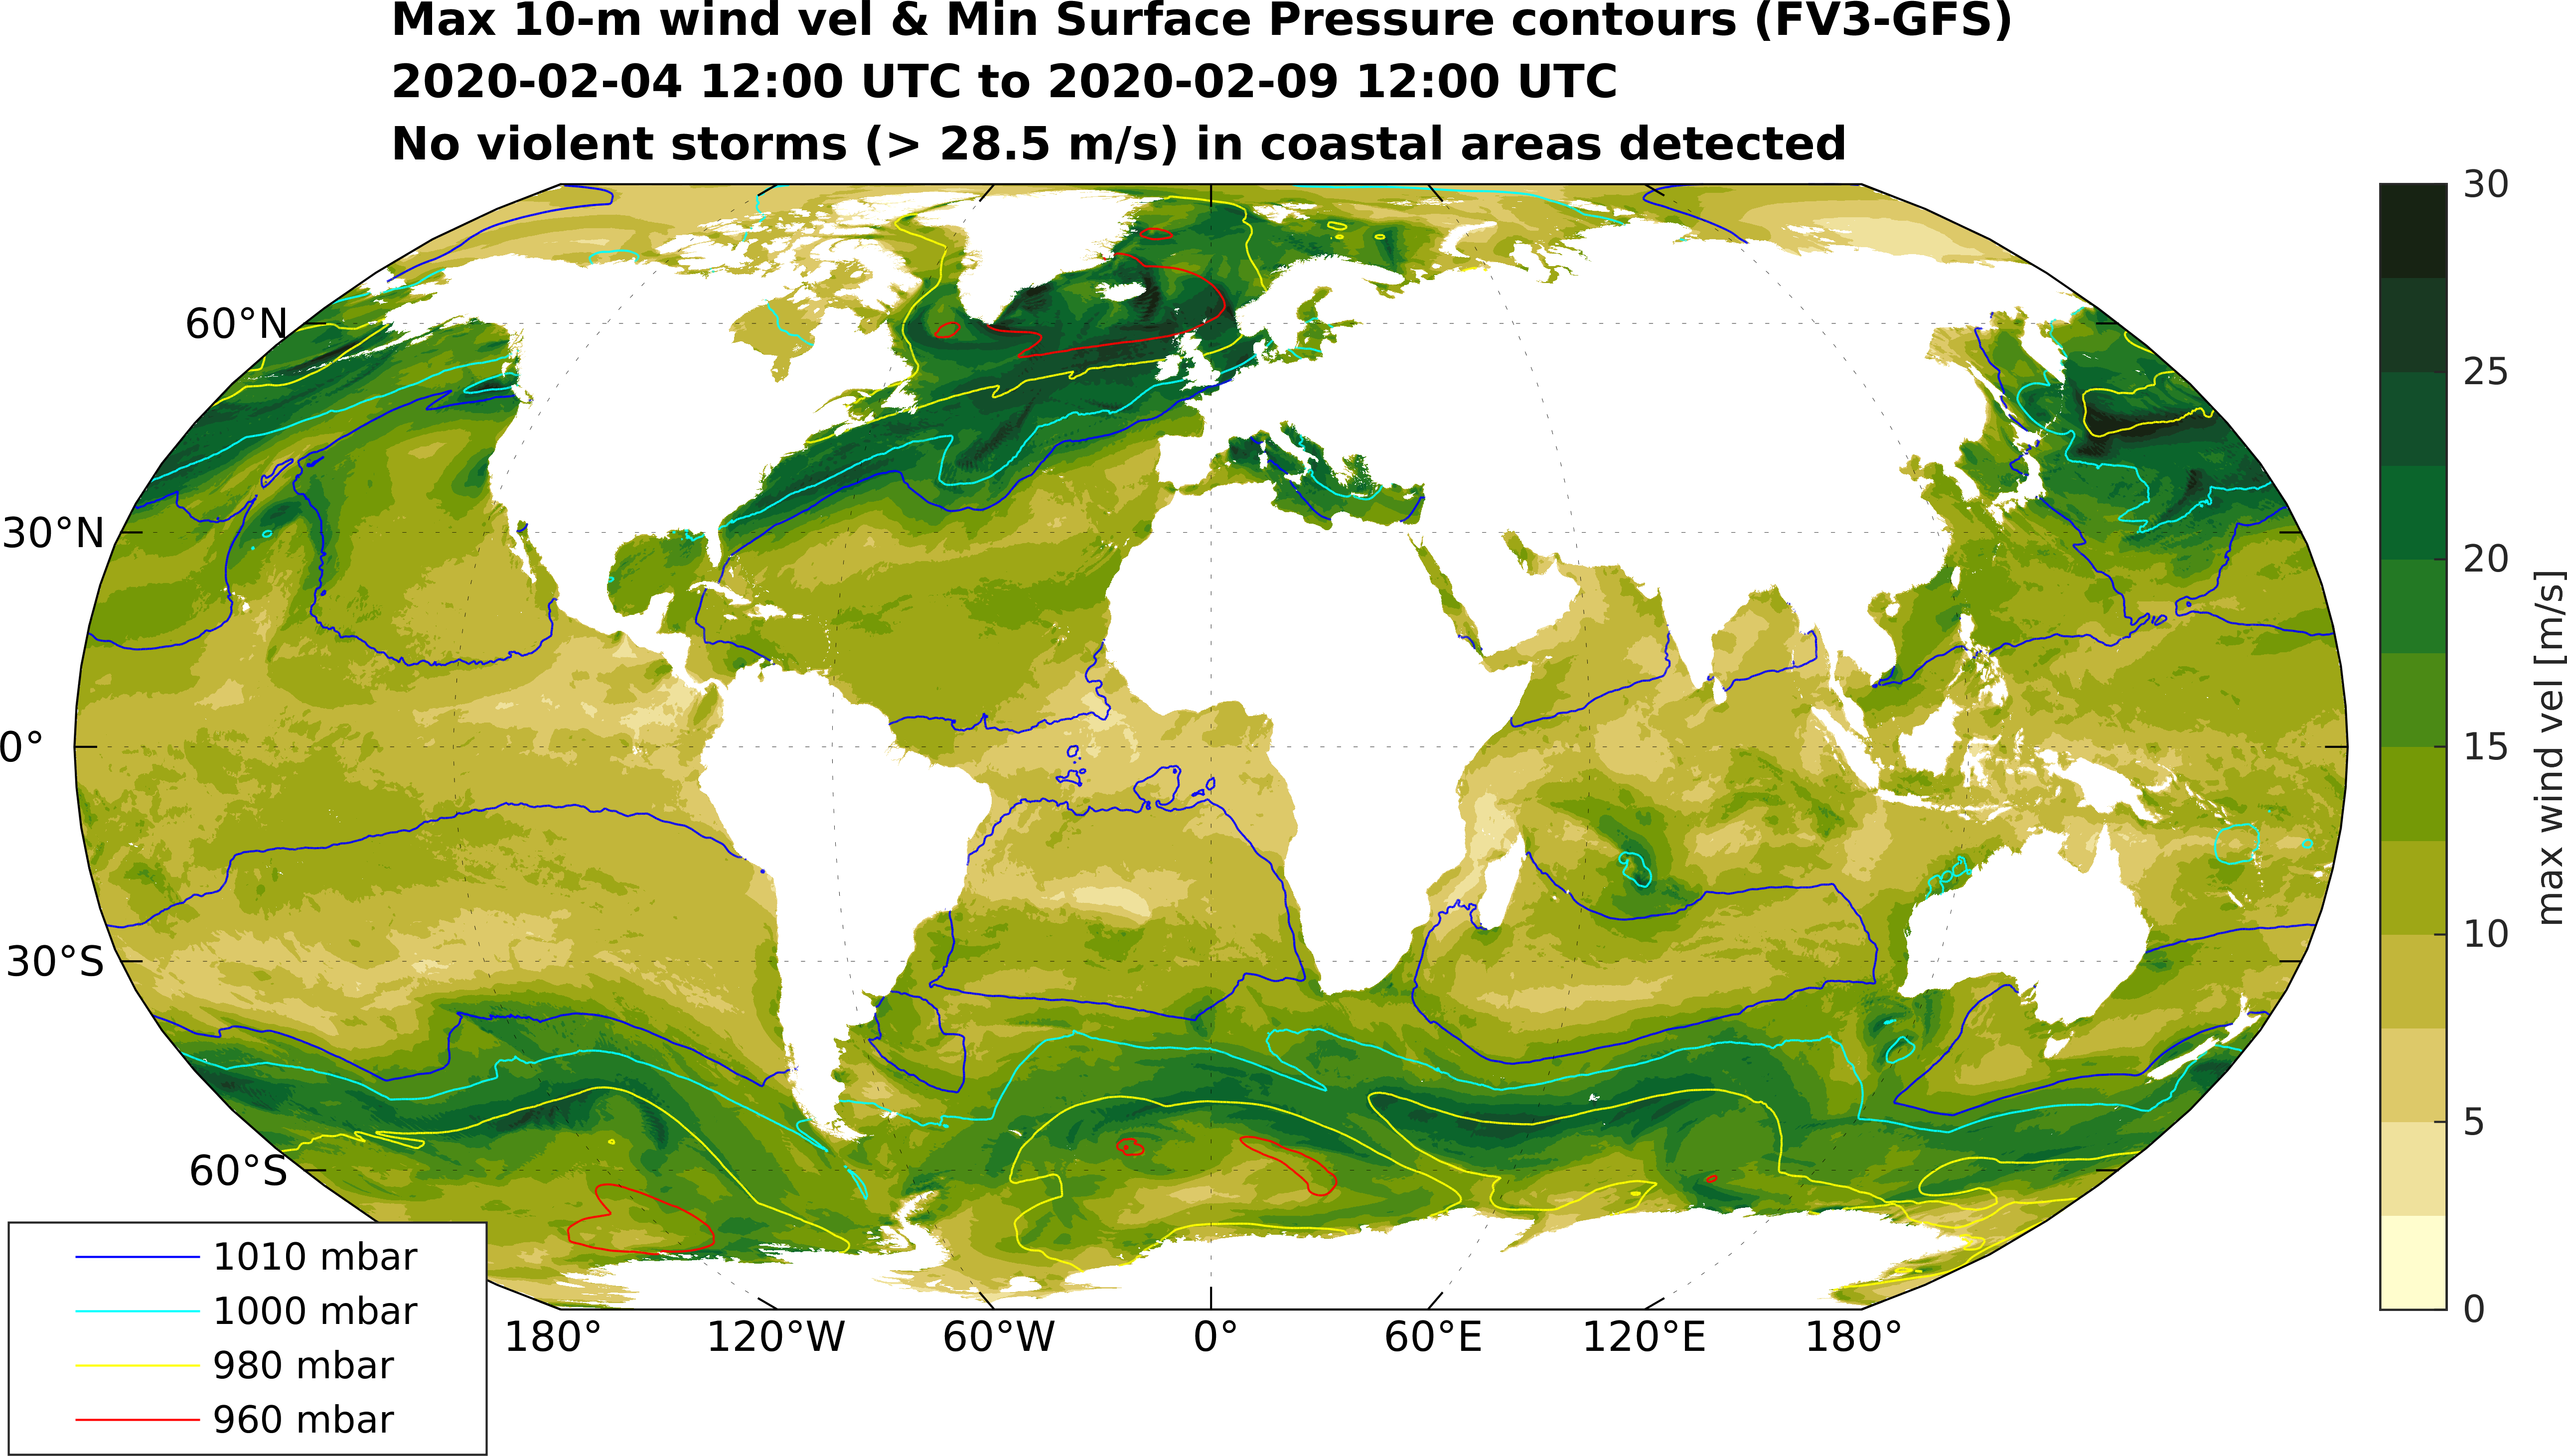 Max 10-m wind vel & Min Surface Pressure contours (FV3-GFS)
2020-02-04 12:00 UTC to 2020-02-09 12:00 UTC
No violent storms (> 28.5 m/s) in coastal areas detected
60°N
30°N
0°
30°S
60°S
180°
120°W
60°W
0°
60°E
120°E
180°
1010 mbar
1000 mbar
980 mbar
960 mbar
30
25
20
15
10
5
0
max wind vel [m/s]